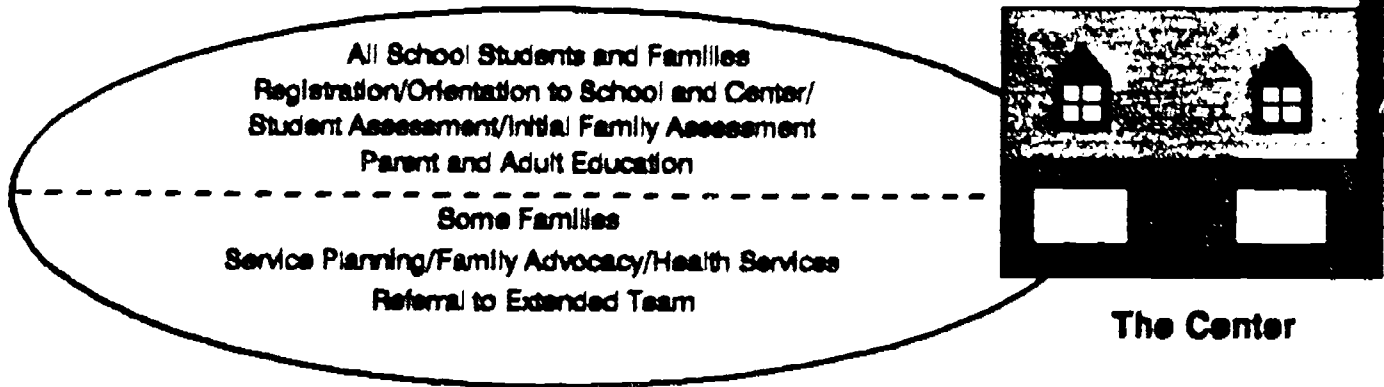 All School Students and Families
Registration/Orientation to School and Center/
Student Assessment/Initial Family Assessment
Parent and Adult Education
Some Families
Service Planning/Family Advocacy/Health Services
Referral to Extended Team
The Center